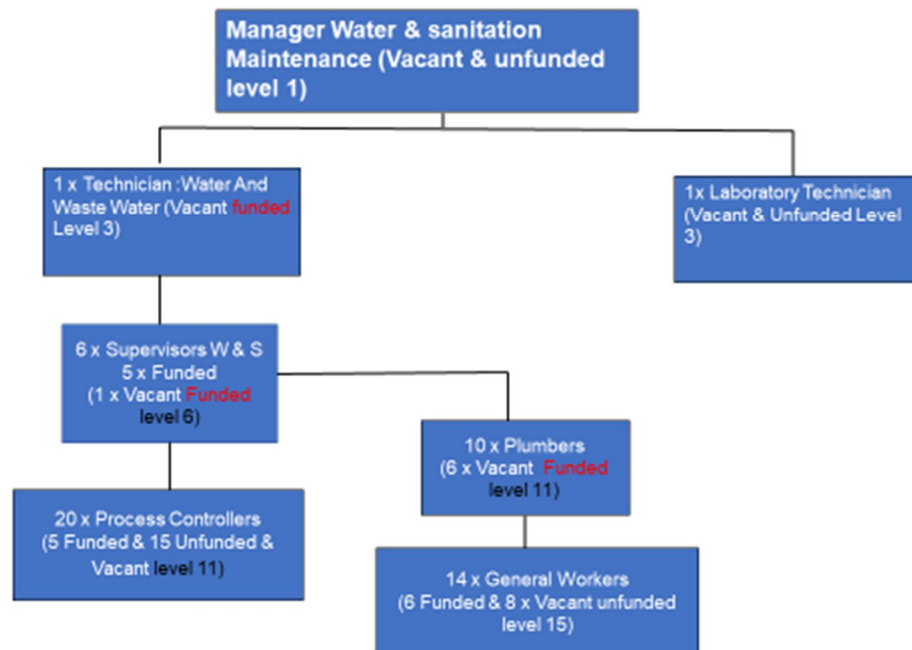 Manager Water & sanitation
Maintenance (Vacant & unfunded
level 1)
1 x Technician :Water And
Waste Water (Vacant funded
Level 3)
1x Laboratory Technician
(Vacant & Unfunded Level
3)
6 x Supervisors W & S
5 x Funded
(1 x Vacant Funded
level 6)
10 x Plumbers
(6 x Vacant Funded
level 11)
20 x Process Controllers
(5 Funded & 15 Unfunded &
Vacant level 11)
14 x General Workers
(6 Funded & 8 x Vacant unfunded
level 15)